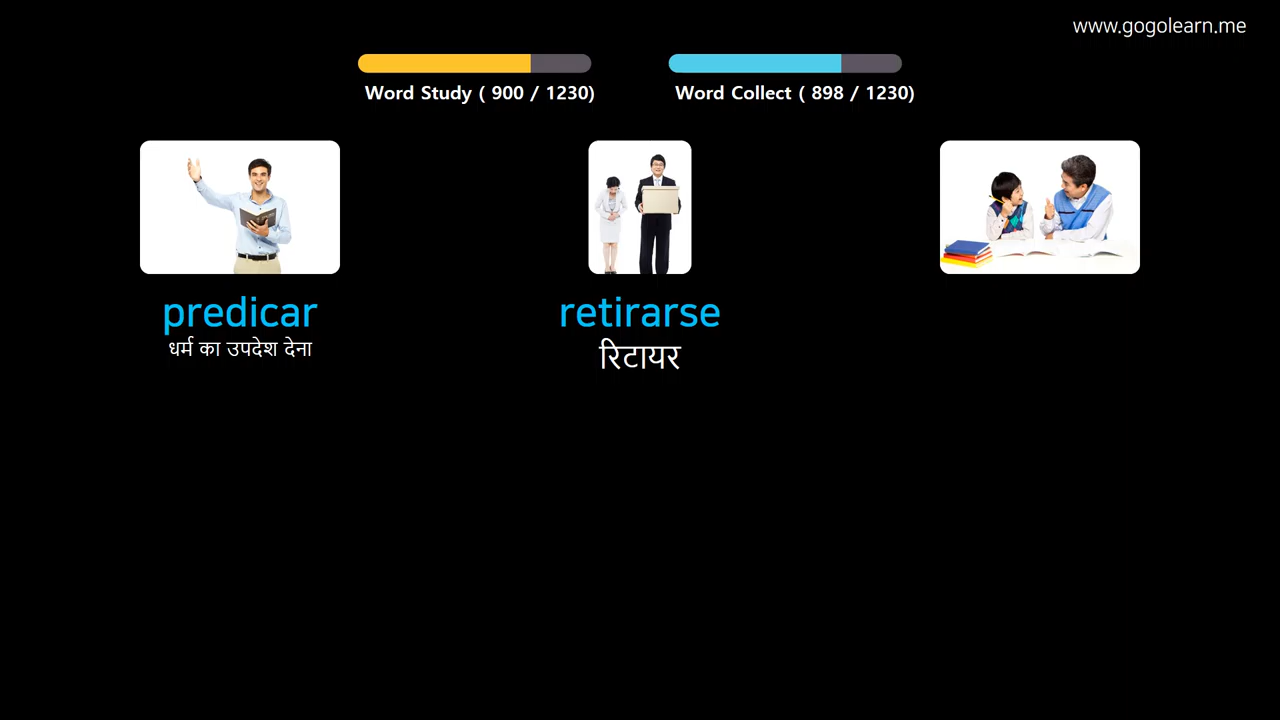 www.gogolearn.me
Word Study ( 900 / 1230)
Word Collect ( 898 / 1230)
predicar
धर्म का उपदेश देना
retirarse
रिटायर